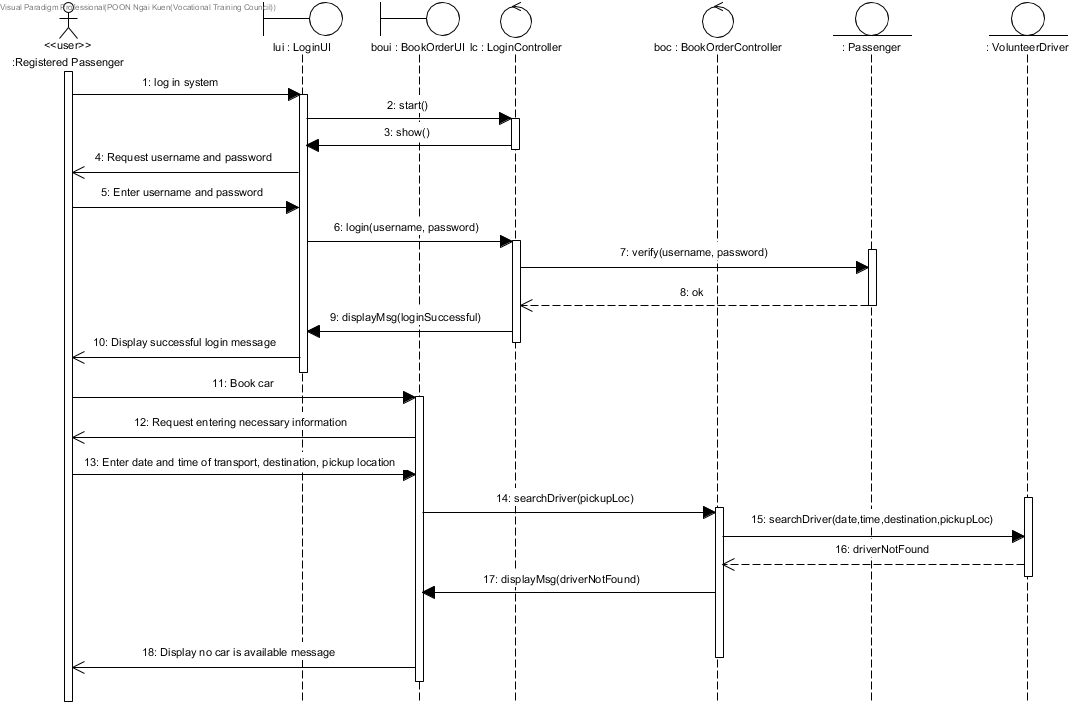 Visual Paradigm Professional(POON Ngai Kuen(Vocational Training Council))
<<user>>
:Registered Passenger
lui : LoginUI
boui : BookOrderUI
lc : LoginController
boc : BookOrderController
: Passenger
: VolunteerDriver
1: log in system
2: start()
3: show()
4: Request username and password
5: Enter username and password
6: login(username, password)
7: verify(username, password)
8: ok
9: displayMsg(loginSuccessful)
10: Display successful login message
11: Book car
12: Request entering necessary information
13: Enter date and time of transport, destination, pickup location
14: searchDriver(pickupLoc)
15: searchDriver(date,time,destination,pickupLoc)
16: driverNotFound
17: displayMsg(driverNotFound)
18: Display no car is available message